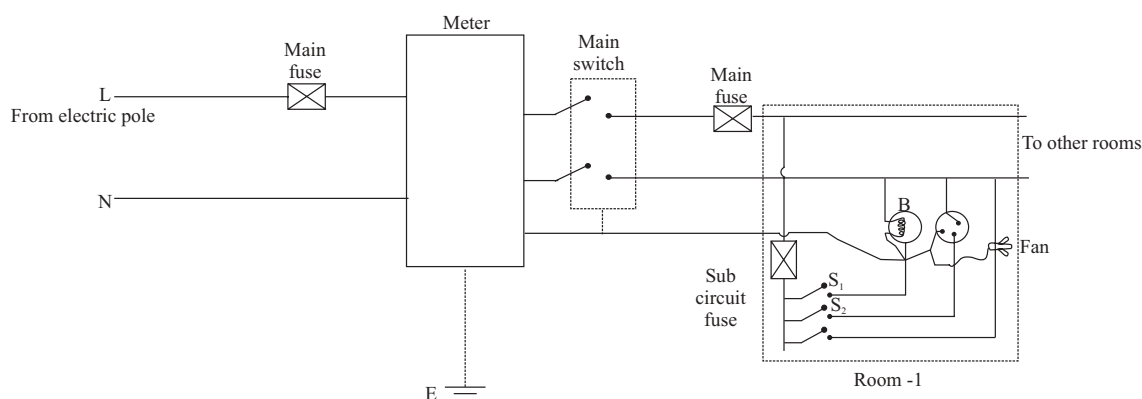 Meter
Main
fuse
Main
switch
Main
fuse
L
From electric pole
To other rooms
N
B
Fan
Sub
circuit
fuse
S₁
S₂
E
Room -1